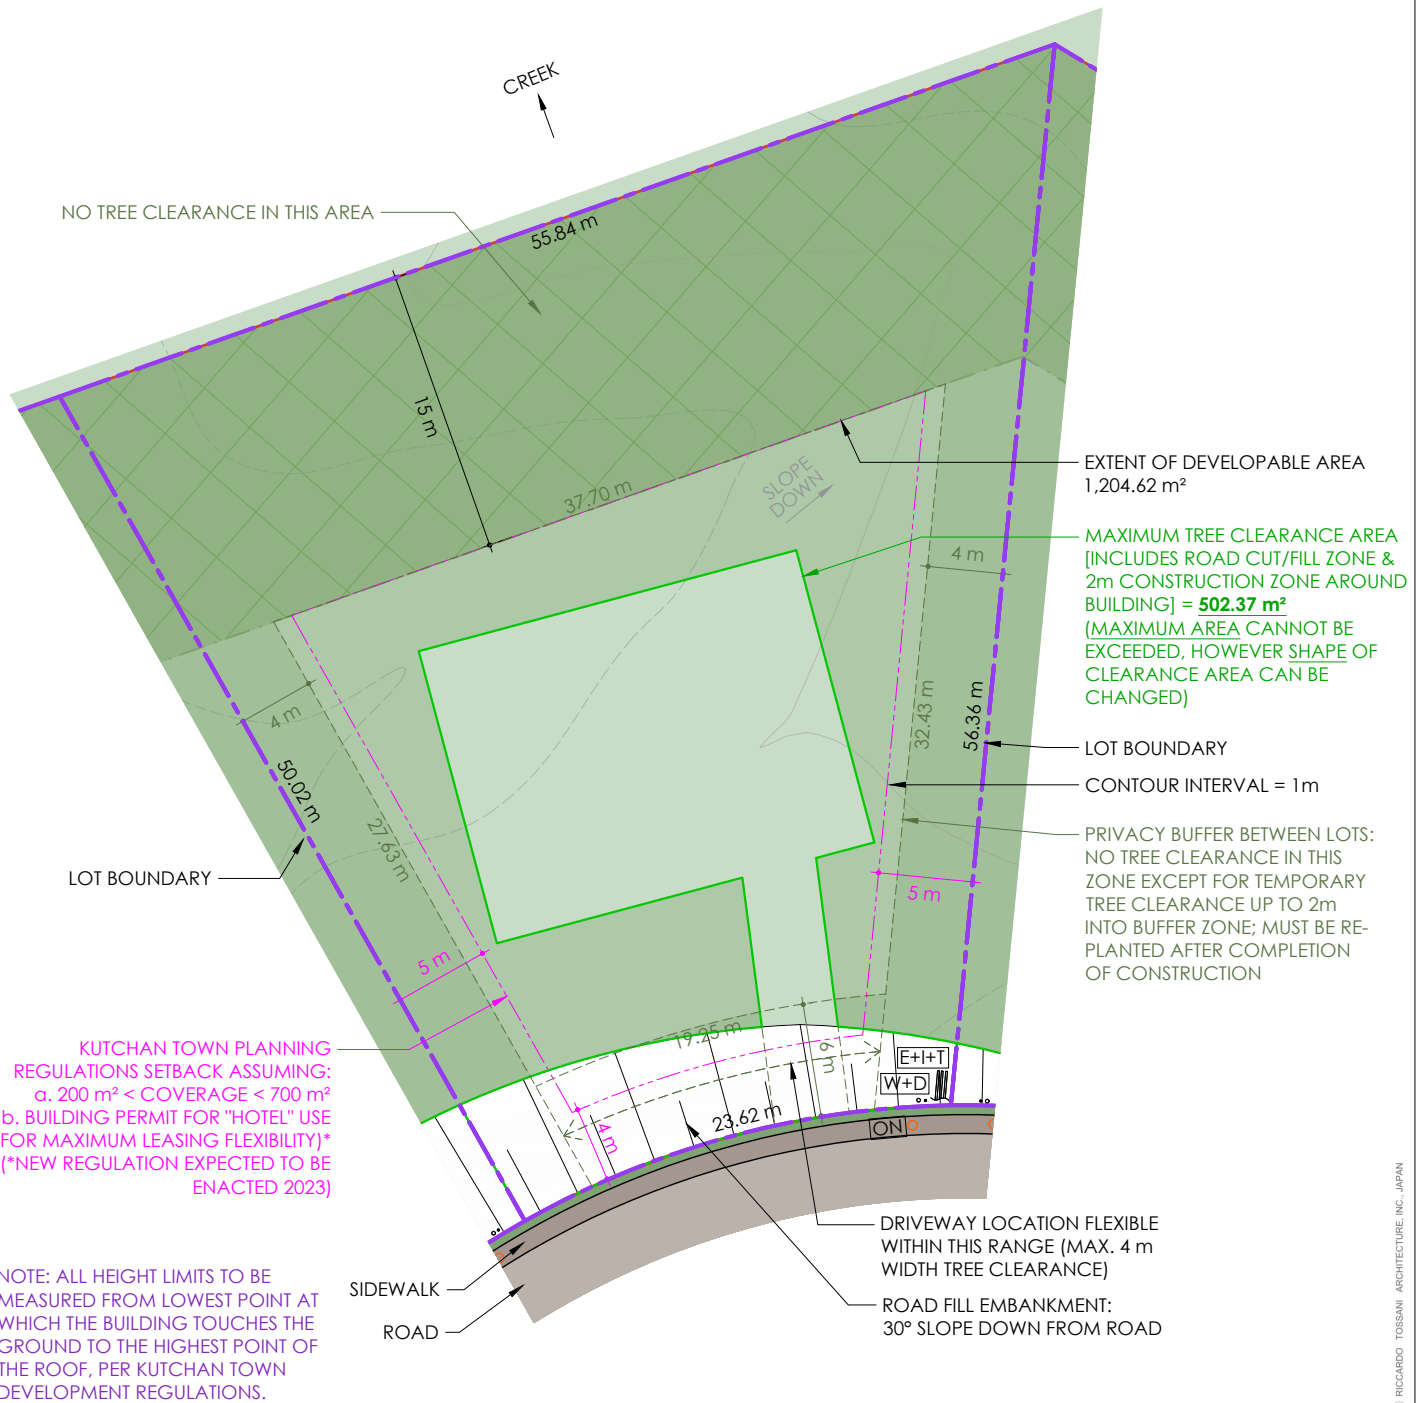 CREEK
NO TREE CLEARANCE IN THIS AREA
55.84 m
15 m
37.70 m
SLOPE
DOWN
EXTENT OF DEVELOPABLE AREA
1,204.62 m²
MAXIMUM TREE CLEARANCE AREA
[INCLUDES ROAD CUT/FILL ZONE &
2m CONSTRUCTION ZONE AROUND
BUILDING] = 502.37 m²
(MAXIMUM AREA CANNOT BE
EXCEEDED, HOWEVER SHAPE OF
CLEARANCE AREA CAN BE
CHANGED)
4 m
4 m
32.43 m
56.36 m
LOT BOUNDARY
CONTOUR INTERVAL = 1m
50.02 m
27.63 m
LOT BOUNDARY
PRIVACY BUFFER BETWEEN LOTS:
NO TREE CLEARANCE IN THIS
ZONE EXCEPT FOR TEMPORARY
TREE CLEARANCE UP TO 2m
INTO BUFFER ZONE; MUST BE RE-
PLANTED AFTER COMPLETION
OF CONSTRUCTION
5 m
5 m
KUTCHAN TOWN PLANNING
REGULATIONS SETBACK ASSUMING:
a. 200 m² < COVERAGE < 700 m²
b. BUILDING PERMIT FOR "HOTEL" USE
FOR MAXIMUM LEASING FLEXIBILITY)*
(*NEW REGULATION EXPECTED TO BE
ENACTED 2023)
19.25 m
6 m
E+I+T
W+D
ON
23.62 m
4 m
DRIVEWAY LOCATION FLEXIBLE
WITHIN THIS RANGE (MAX. 4 m
WIDTH TREE CLEARANCE)
SIDEWALK
ROAD
ROAD FILL EMBANKMENT:
30° SLOPE DOWN FROM ROAD
NOTE: ALL HEIGHT LIMITS TO BE
MEASURED FROM LOWEST POINT AT
WHICH THE BUILDING TOUCHES THE
GROUND TO THE HIGHEST POINT OF
THE ROOF, PER KUTCHAN TOWN
DEVELOPMENT REGULATIONS.
RICCARDO TOSSANI ARCHITECTURE, INC., JAPAN